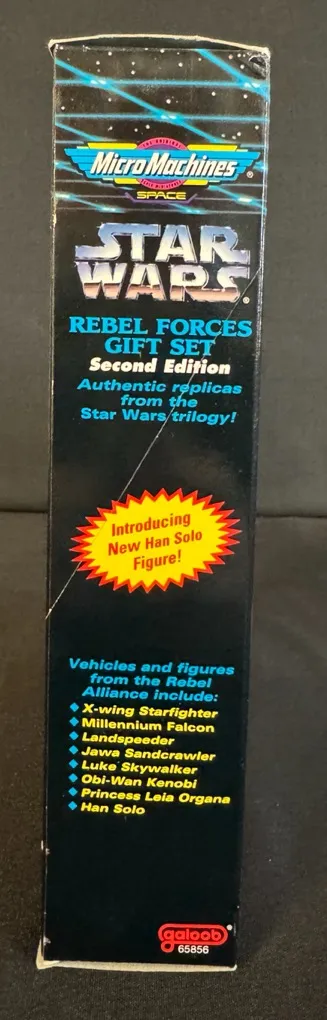 MicroMachines®
SPACE
STAR
WARS®
REBEL FORCES
GIFT SET
Second Edition
Authentic replicas
from the
Star Wars trilogy!
Introducing
New Han Solo
Figure!
Vehicles and figures
from the Rebel
Alliance include:
◆ X-wing Starfighter
◆ Millennium Falcon
◆ Landspeeder
◆ Jawa Sandcrawler
◆ Luke Skywalker
◆ Obi-Wan Kenobi
◆ Princess Leia Organa
◆ Han Solo
galoob®
65856